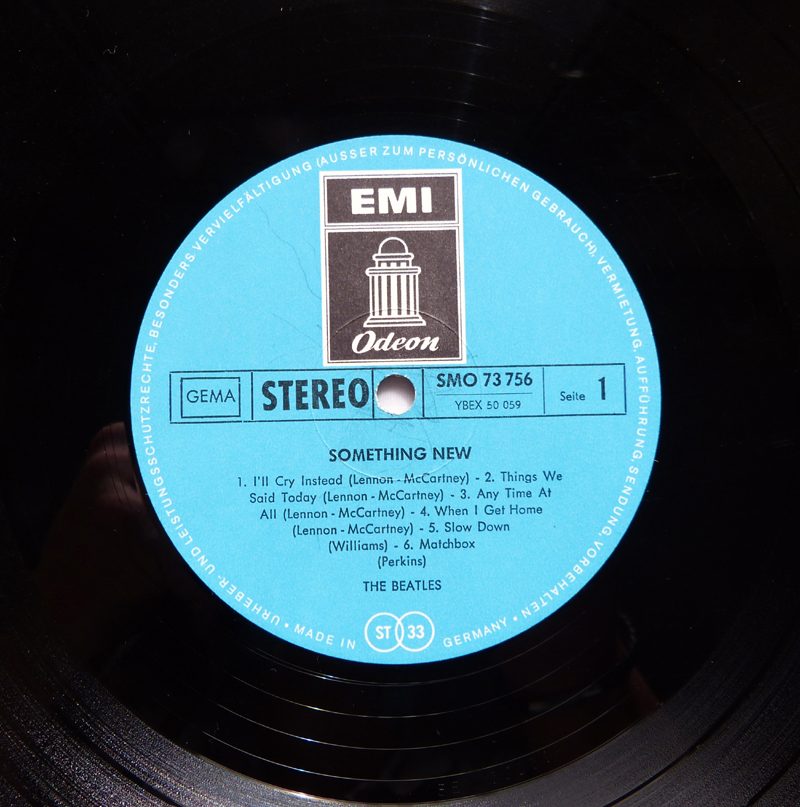 URHEBER- UND LEISTUNGSSCHUTZRECHTE, BESONDERS VERVIELFÄLTIGUNG (AUSSER ZUM PERSÖNLICHEN GEBRAUCH), VERMIETUNG, AUFFÜHRUNG, SENDUNG, VORBEHALTEN •
EMI
Odeon
GEMA STEREO SMO 73 756 Seite 1
YBEX 50 059
SOMETHING NEW
1. I'll Cry Instead (Lennon - McCartney) - 2. Things We
Said Today (Lennon - McCartney) - 3. Any Time At
All (Lennon - McCartney) - 4. When I Get Home
(Lennon - McCartney) - 5. Slow Down
(Williams) - 6. Matchbox
(Perkins)
THE BEATLES
• MADE IN ST 33 GERMANY